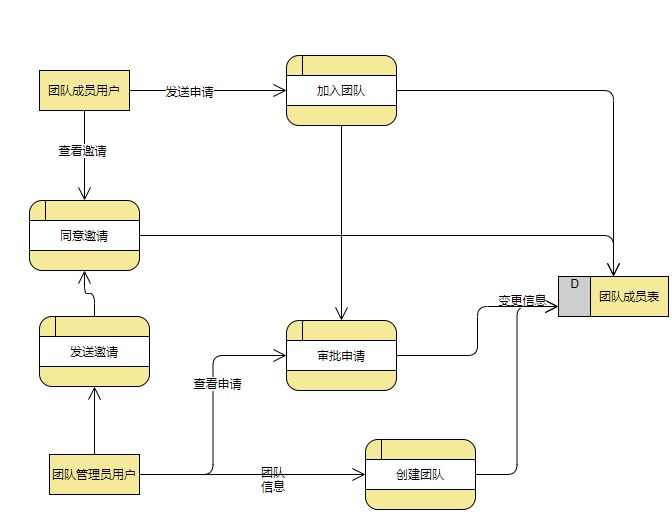 团队成员用户
发送申请
加入团队
查看邀请
同意邀请
D
团队成员表
变更信息
发送邀请
审批申请
查看申请
团队管理员用户
团队
信息
创建团队